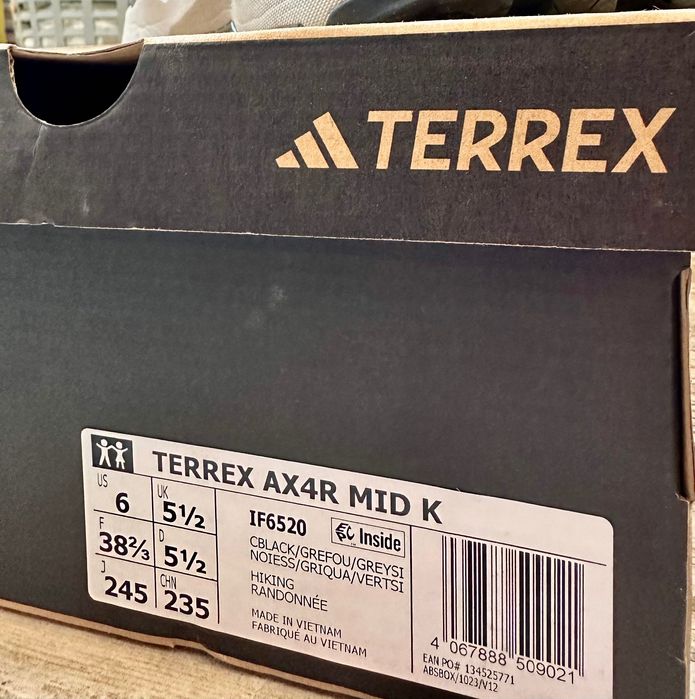 TERREX
TERREX AX4R MID K
US 6 UK 5½
F 38⅔ D 5½
J 245 CHN 235
IF6520
Inside
CBLACK/GREFOU/GREYSI
NOIESS/GRIQUA/VERTSI
HIKING
RANDONNÉE
MADE IN VIETNAM
FABRIQUÉ AU VIETNAM
4 067888 509021
EAN PO# 134525771
ABSBOX/1023/V12